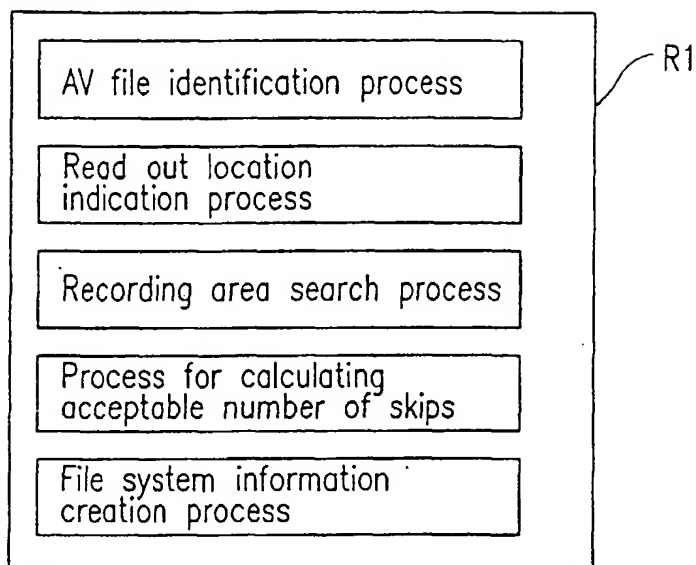 R1
AV file identification process
Read out location
indication process
Recording area search process
Process for calculating
acceptable number of skips
File system information
creation process